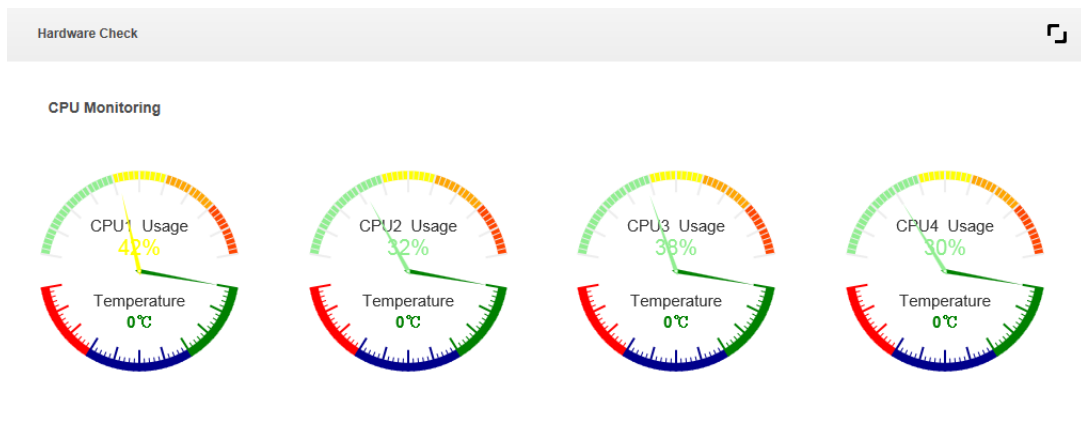 Hardware Check
CPU Monitoring
CPU1 Usage
42%
Temperature
0℃
CPU2 Usage
32%
Temperature
0℃
CPU3 Usage
38%
Temperature
0℃
CPU4 Usage
30%
Temperature
0℃